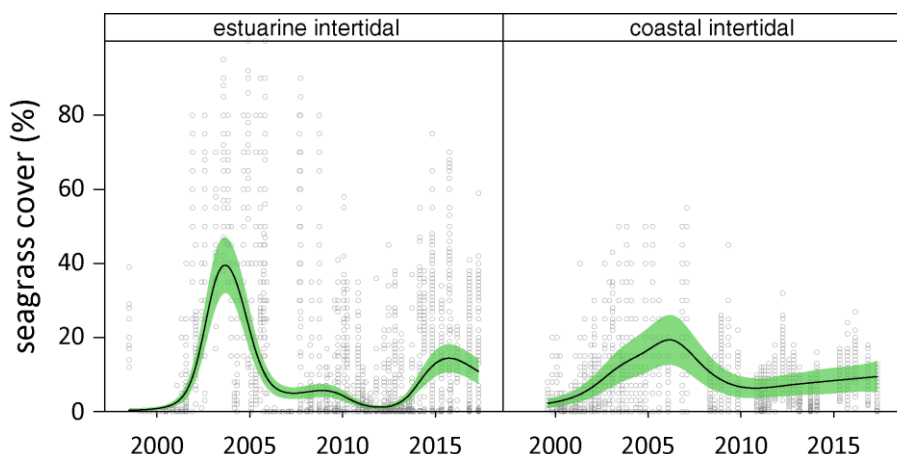 estuarine intertidal
coastal intertidal
seagrass cover (%)
80
60
40
20
0
2000 2005 2010 2015
2000 2005 2010 2015